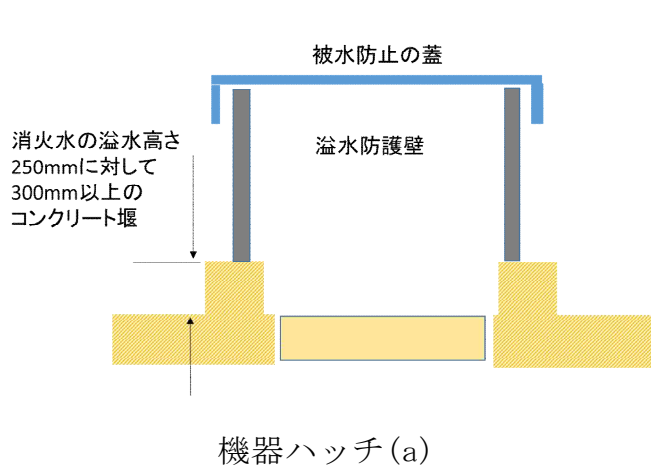 被水防止の蓋
消火水の溢水高さ
250mmに対して
300mm以上の
コンクリート堰
溢水防護壁
機器ハッチ(a)